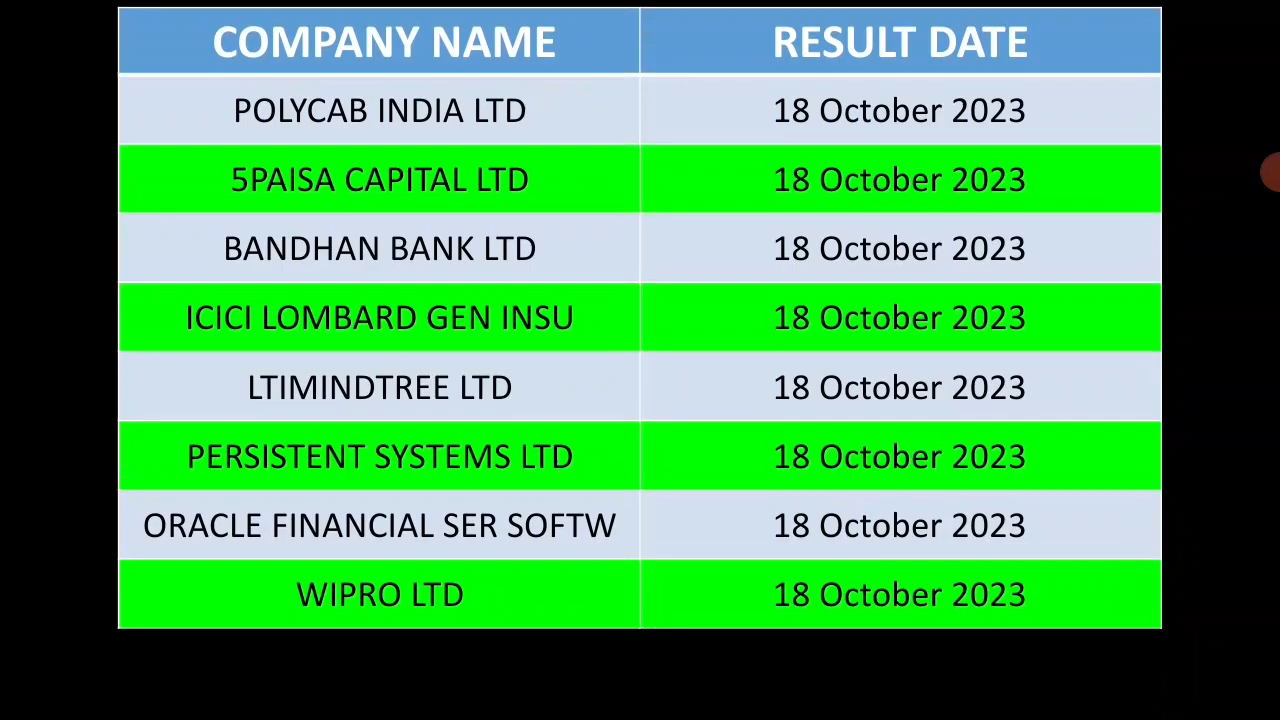 COMPANY NAME RESULT DATE
POLYCAB INDIA LTD 18 October 2023
5PAISA CAPITAL LTD 18 October 2023
BANDHAN BANK LTD 18 October 2023
ICICI LOMBARD GEN INSU 18 October 2023
LTIMINDTREE LTD 18 October 2023
PERSISTENT SYSTEMS LTD 18 October 2023
ORACLE FINANCIAL SER SOFTW 18 October 2023
WIPRO LTD 18 October 2023